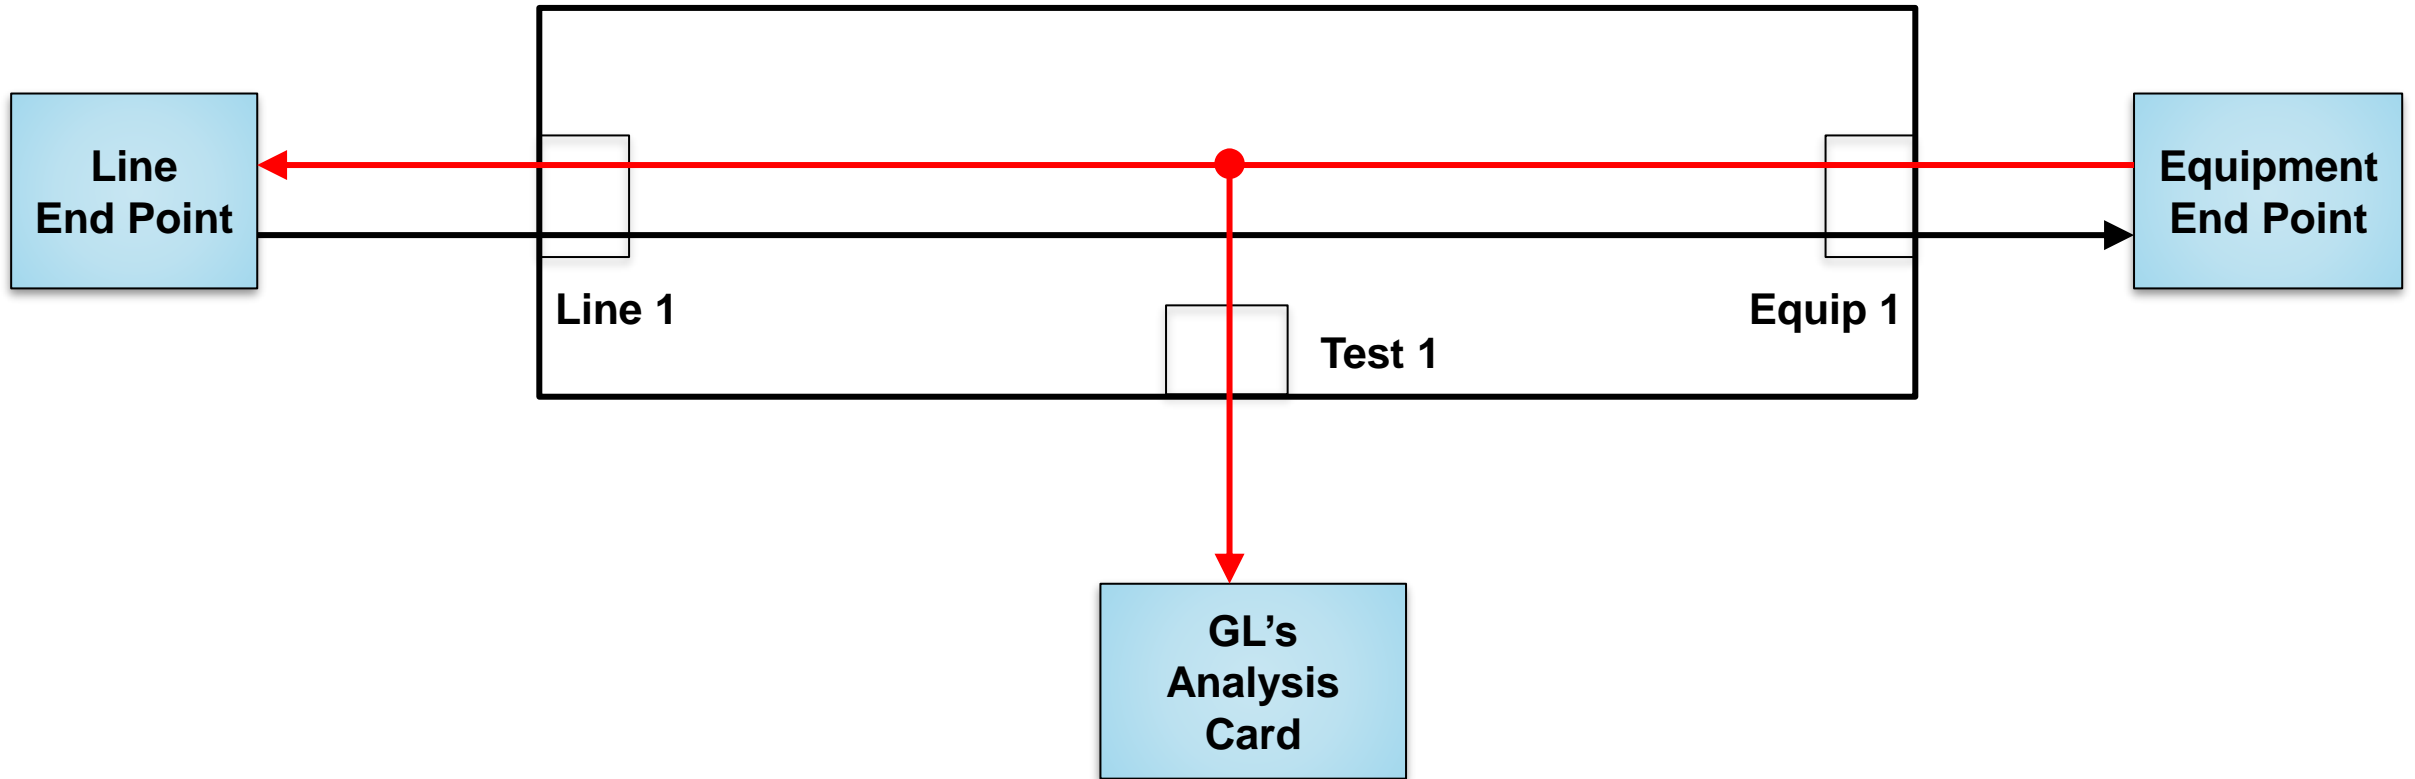 Line
End Point
Equipment
End Point
Line 1
Equip 1
Test 1
GL’s
Analysis
Card